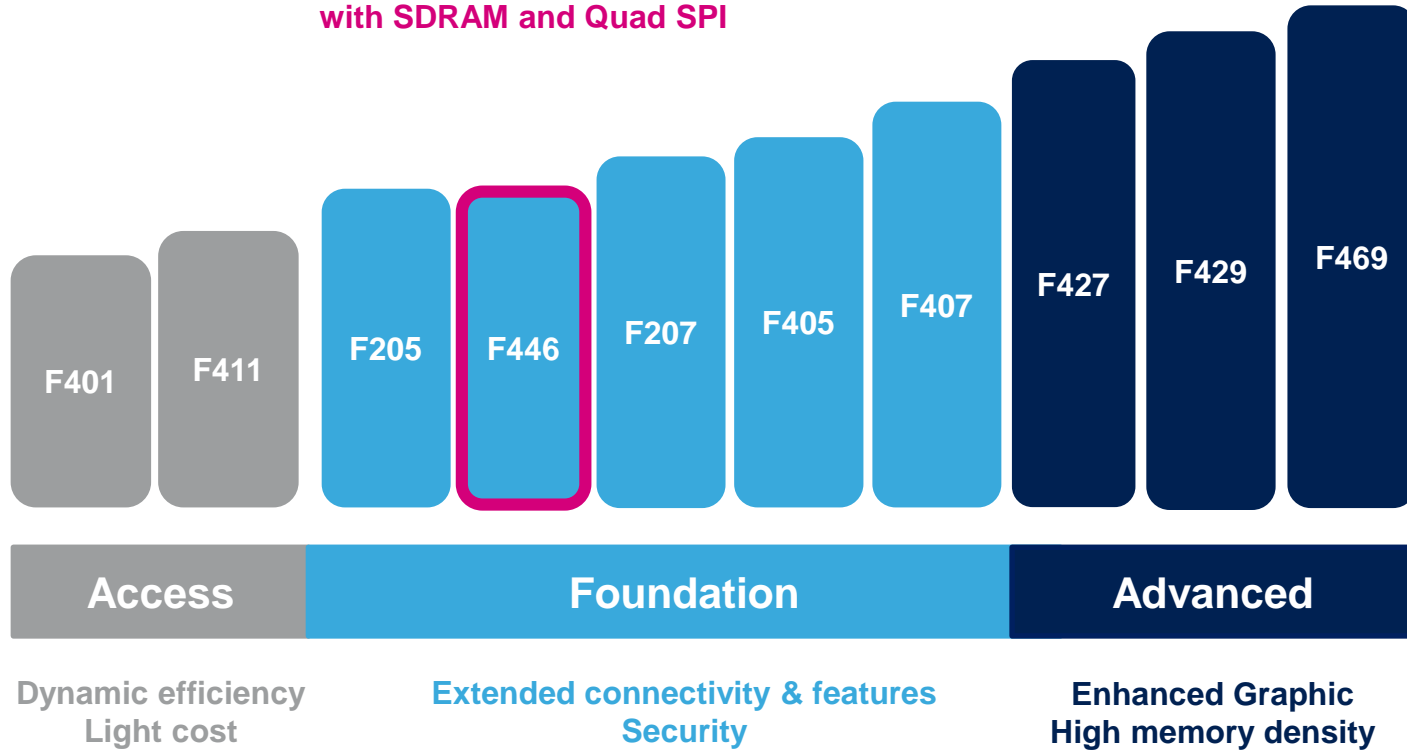 with SDRAM and Quad SPI
F401
F411
F205
F446
F207
F405
F407
F427
F429
F469
Access
Foundation
Advanced
Dynamic efficiency
Light cost
Extended connectivity & features
Security
Enhanced Graphic
High memory density